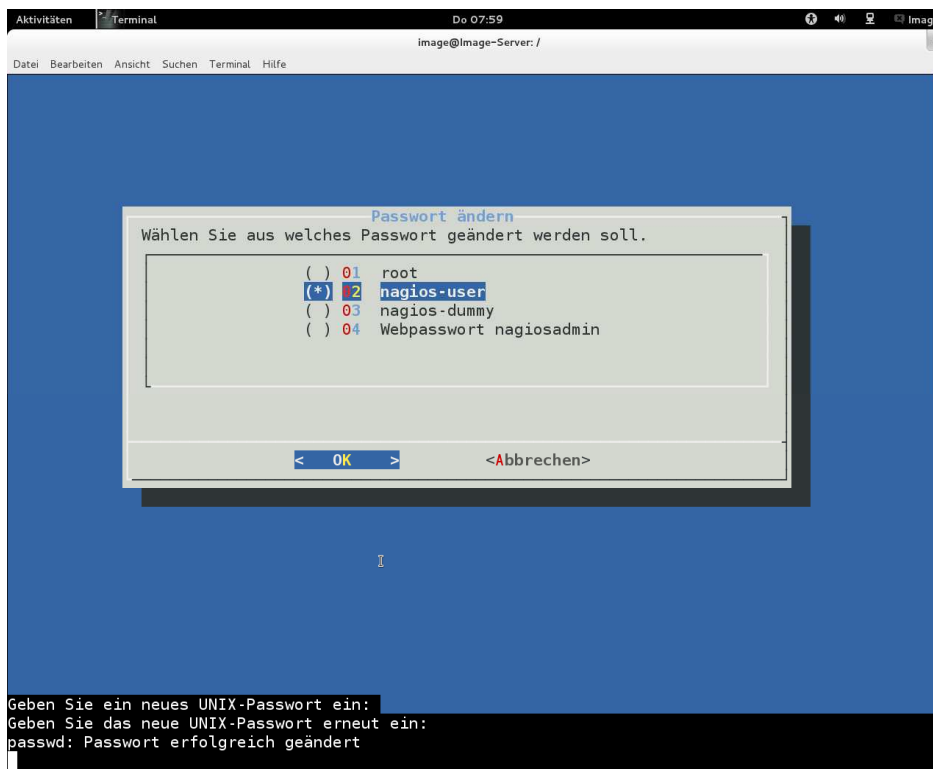 Aktivitäten Terminal Do 07:59 Imag
image@Image-Server: /
Datei Bearbeiten Ansicht Suchen Terminal Hilfe
Passwort ändern
Wählen Sie aus welches Passwort geändert werden soll.
( ) 01 root
(*) 02 nagios-user
( ) 03 nagios-dummy
( ) 04 Webpasswort nagiosadmin
< OK > <Abbrechen>
Geben Sie ein neues UNIX-Passwort ein:
Geben Sie das neue UNIX-Passwort erneut ein:
passwd: Passwort erfolgreich geändert